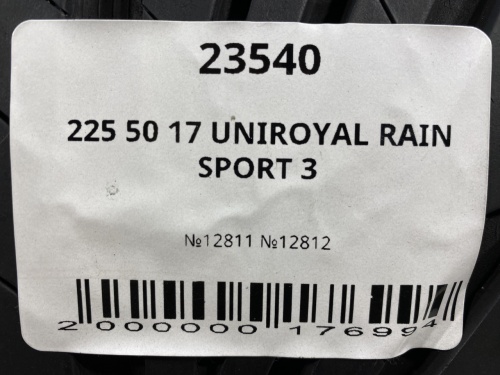 23540
225 50 17 UNIROYAL RAIN
SPORT 3
№12811 №12812
2 000000 176994